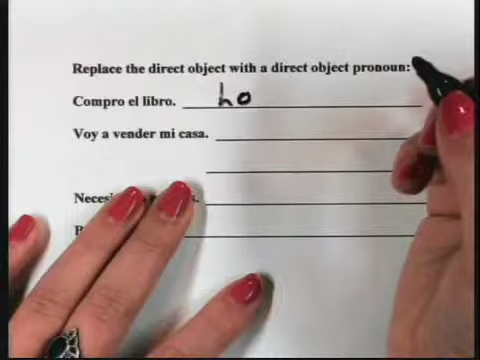 Replace the direct object with a direct object pronoun:
Compro el libro. Lo
Voy a vender mi casa.